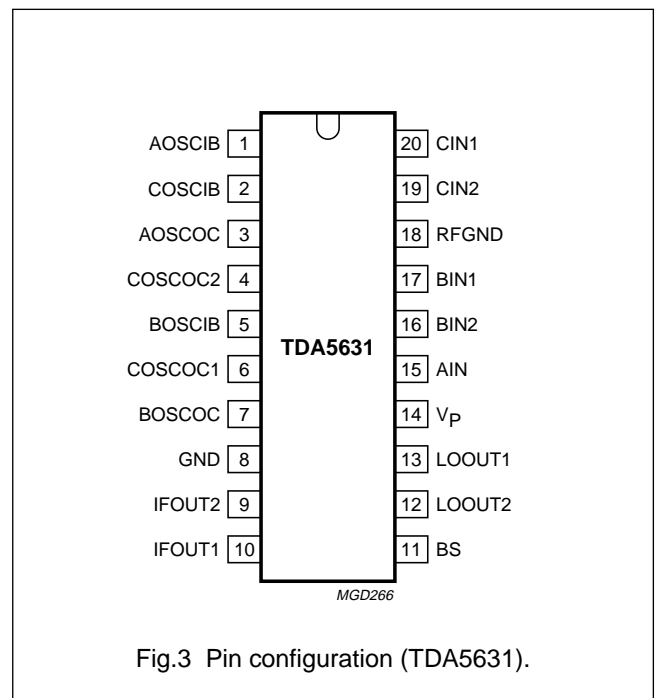 AOSCIB 1 20 CIN1
COSCIB 2 19 CIN2
AOSCOC 3 18 RFGND
COSCOC2 4 17 BIN1
BOSCIB 5 16 BIN2
TDA5631
COSCOC1 6 15 AIN
BOSCOC 7 14 VP
GND 8 13 LOOUT1
IFOUT2 9 12 LOOUT2
IFOUT1 10 11 BS
MGD266
Fig.3 Pin configuration (TDA5631).